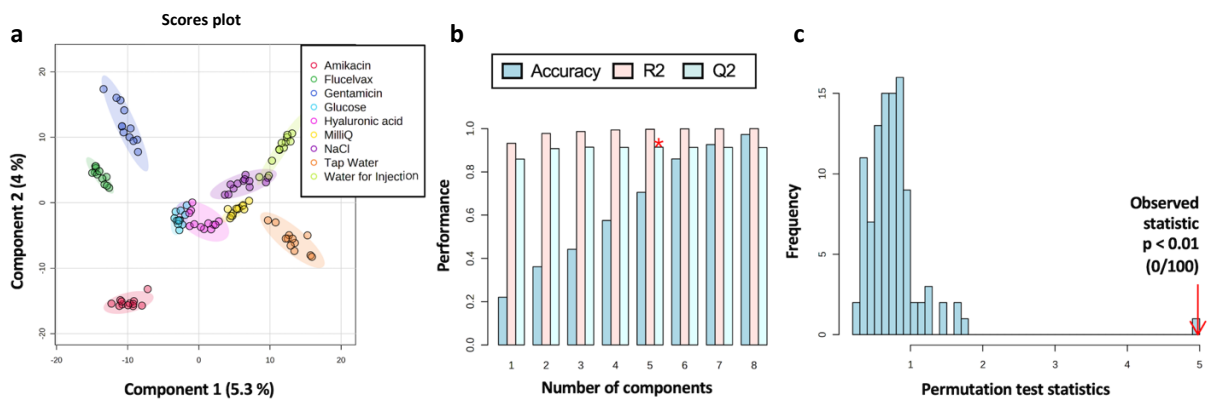 Scores plot
a
Component 2 (4 %)
20
10
0
-10
-20
-20
-10
0
10
20
Component 1 (5.3 %)
Amikacin
Flucelvax
Gentamicin
Glucose
Hyaluronic acid
MilliQ
NaCl
Tap Water
Water for Injection
b
Accuracy
R2
Q2
Performance
1.0
0.8
0.6
0.4
0.2
0.0
*
1
2
3
4
5
6
7
8
Number of components
c
Frequency
15
10
5
0
Observed
statistic
p < 0.01
(0/100)
1
2
3
4
5
Permutation test statistics